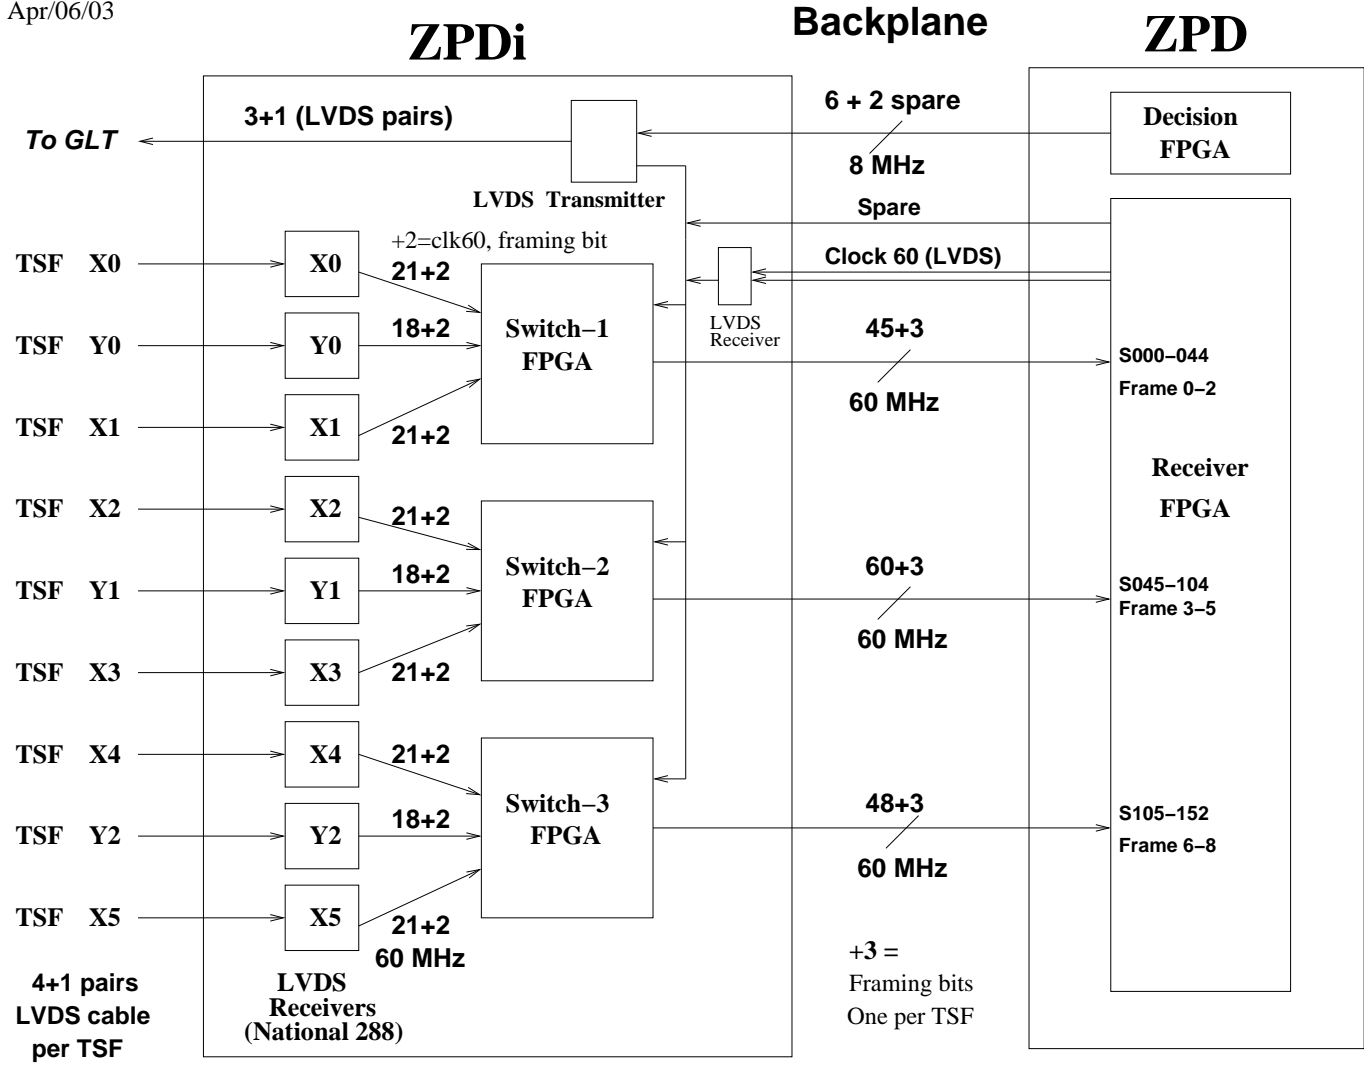 Apr/06/03
ZPDi
Backplane
ZPD
3+1 (LVDS pairs)
6 + 2 spare
To GLT
Decision
FPGA
8 MHz
LVDS Transmitter
Spare
+2=clk60, framing bit
Clock 60 (LVDS)
TSF X0
X0
21+2
Switch−1
FPGA
LVDS
Receiver
TSF Y0
Y0
18+2
45+3
60 MHz
S000−044
Frame 0−2
TSF X1
X1
21+2
Receiver
FPGA
TSF X2
X2
21+2
Switch−2
FPGA
TSF Y1
Y1
18+2
60+3
60 MHz
S045−104
Frame 3−5
TSF X3
X3
21+2
TSF X4
X4
21+2
Switch−3
FPGA
TSF Y2
Y2
18+2
48+3
60 MHz
S105−152
Frame 6−8
TSF X5
X5
21+2
60 MHz
4+1 pairs
LVDS cable
per TSF
LVDS
Receivers
(National 288)
+3 =
Framing bits
One per TSF